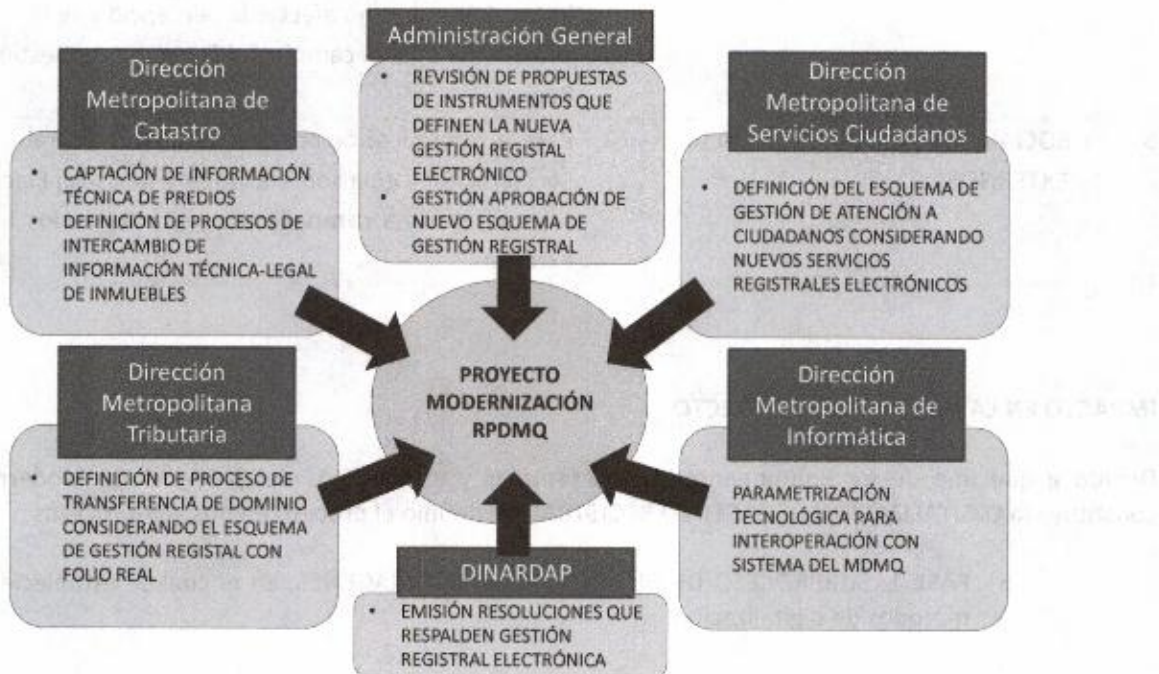 Administración General
• REVISIÓN DE PROPUESTAS
DE INSTRUMENTOS QUE
DEFINEN LA NUEVA
GESTIÓN REGISTAL
ELECTRÓNICO
• GESTIÓN APROBACIÓN DE
NUEVO ESQUEMA DE
GESTIÓN REGISTRAL
Dirección
Metropolitana de
Catastro
• CAPTACIÓN DE INFORMACIÓN
TÉCNICA DE PREDIOS
• DEFINICIÓN DE PROCESOS DE
INTERCAMBIO DE
INFORMACIÓN TÉCNICA-LEGAL
DE INMUEBLES
Dirección
Metropolitana de
Servicios Ciudadanos
• DEFINICIÓN DEL ESQUEMA DE
GESTIÓN DE ATENCIÓN A
CIUDADANOS CONSIDERANDO
NUEVOS SERVICIOS
REGISTRALES ELECTRÓNICOS
PROYECTO
MODERNIZACIÓN
RPDMQ
Dirección
Metropolitana
Tributaria
DEFINICIÓN DE PROCESO DE
TRANSFERENCIA DE DOMINIO
CONSIDERANDO EL ESQUEMA
DE GESTIÓN REGISTAL CON
FOLIO REAL
Dirección
Metropolitana de
Informática
PARAMETRIZACIÓN
TECNOLÓGICA PARA
INTEROPERACIÓN CON
SISTEMA DEL MDMQ
DINARDAP
• EMISIÓN RESOLUCIONES QUE
RESPALDEN GESTIÓN
REGISTRAL ELECTRÓNICA